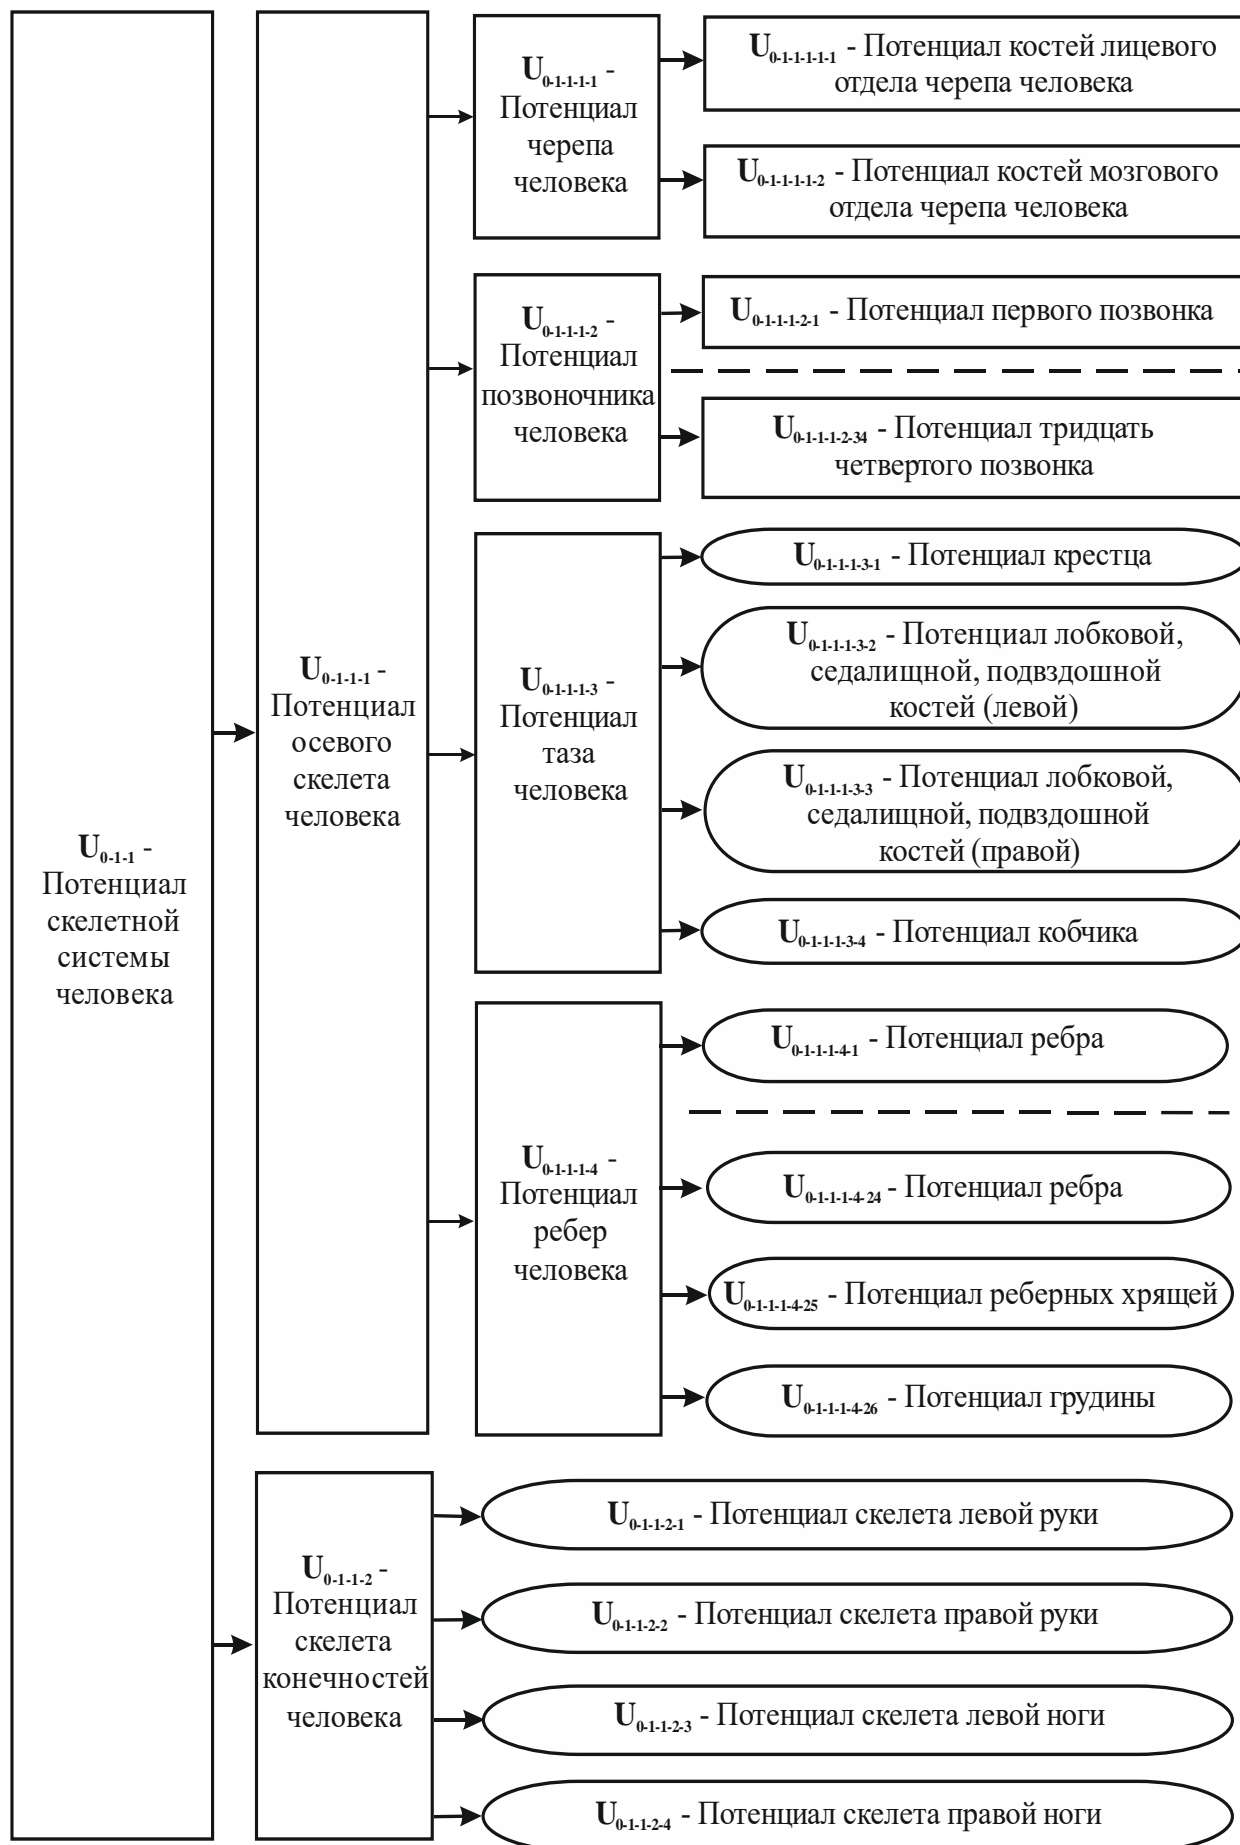 U0-1-1 -
Потенциал
скелетной
системы
человека
U0-1-1-1 -
Потенциал
осевого
скелета
человека
U0-1-1-1-1 -
Потенциал
черепа
человека
U0-1-1-1-1-1 - Потенциал костей лицевого
отдела черепа человека
U0-1-1-1-1-2 - Потенциал костей мозгового
отдела черепа человека
U0-1-1-1-2 -
Потенциал
позвоночника
человека
U0-1-1-1-2-1 - Потенциал первого позвонка
U0-1-1-1-2-34 - Потенциал тридцать
четвертого позвонка
U0-1-1-1-3 -
Потенциал
таза
человека
U0-1-1-1-3-1 - Потенциал крестца
U0-1-1-1-3-2 - Потенциал лобковой,
седалищной, подвздошной
костей (левой)
U0-1-1-1-3-3 - Потенциал лобковой,
седалищной, подвздошной
костей (правой)
U0-1-1-1-3-4 - Потенциал кобчика
U0-1-1-1-4 -
Потенциал
ребер
человека
U0-1-1-1-4-1 - Потенциал ребра
U0-1-1-1-4-24 - Потенциал ребра
U0-1-1-1-4-25 - Потенциал реберных хрящей
U0-1-1-1-4-26 - Потенциал грудины
U0-1-1-2 -
Потенциал
скелета
конечностей
человека
U0-1-1-2-1 - Потенциал скелета левой руки
U0-1-1-2-2 - Потенциал скелета правой руки
U0-1-1-2-3 - Потенциал скелета левой ноги
U0-1-1-2-4 - Потенциал скелета правой ноги